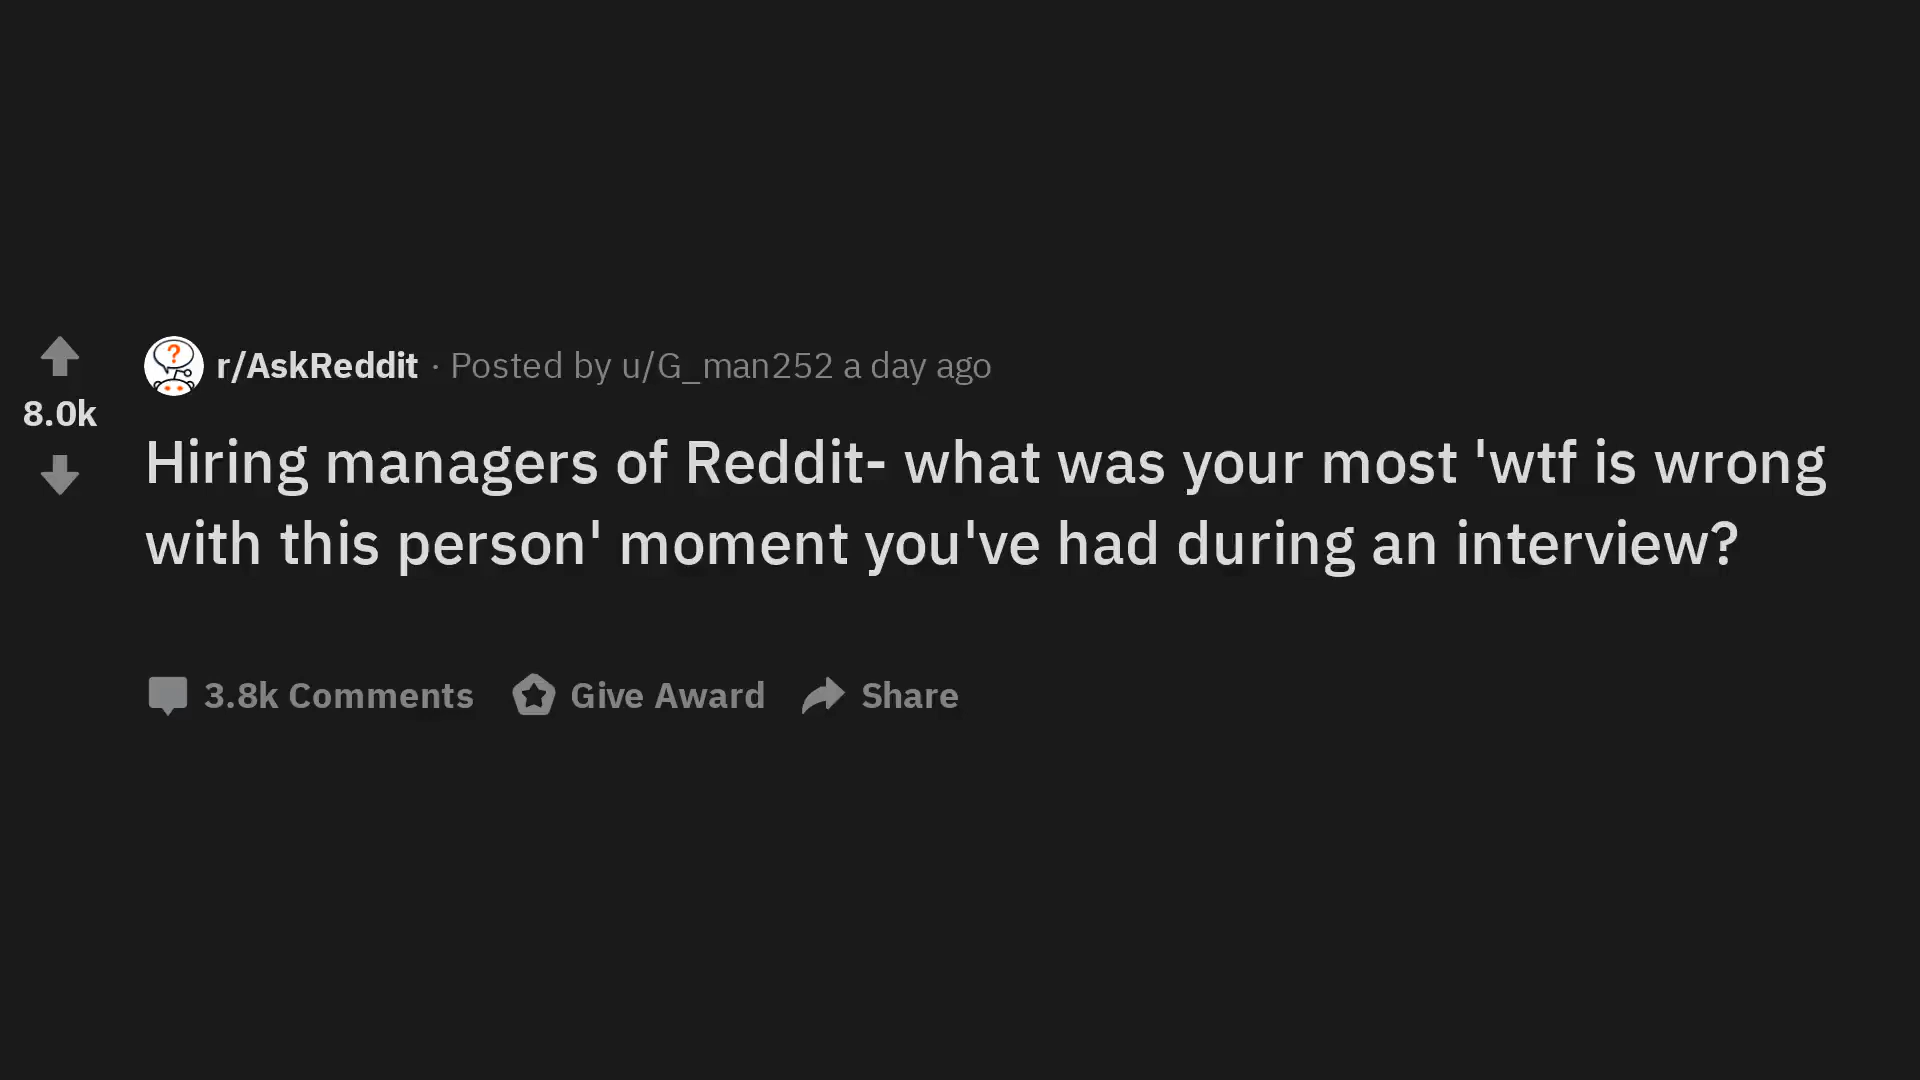 r/AskReddit · Posted by u/G_man252 a day ago
8.0k
Hiring managers of Reddit- what was your most 'wtf is wrong
with this person' moment you've had during an interview?
3.8k Comments Give Award Share